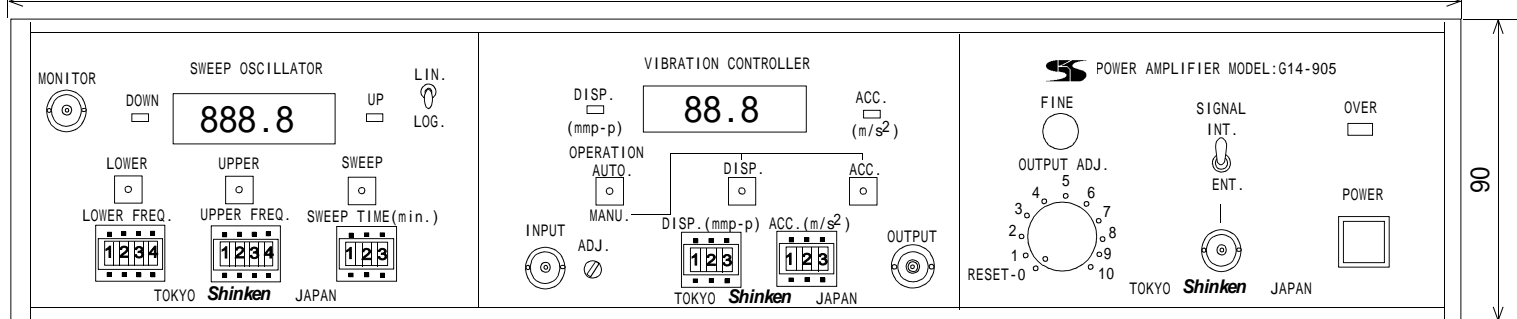 SWEEP OSCILLATOR
MONITOR
LIN.
DOWN
UP
LOG.
888.8
LOWER
UPPER
SWEEP
LOWER FREQ.
UPPER FREQ.
SWEEP TIME(min.)
1234
1234
123
TOKYO Shinken JAPAN
VIBRATION CONTROLLER
DISP.
(mmp-p)
88.8
ACC.
(m/s²)
OPERATION
AUTO.
DISP.
ACC.
MANU.
DISP.(mmp-p)
ACC.(m/s²)
INPUT
ADJ.
123
123
OUTPUT
TOKYO Shinken JAPAN
POWER AMPLIFIER MODEL:G14-905
FINE
SIGNAL
INT.
OVER
OUTPUT ADJ.
ENT.
RESET-0
1
2
3
4
5
6
7
8
9
10
POWER
TOKYO Shinken JAPAN
90